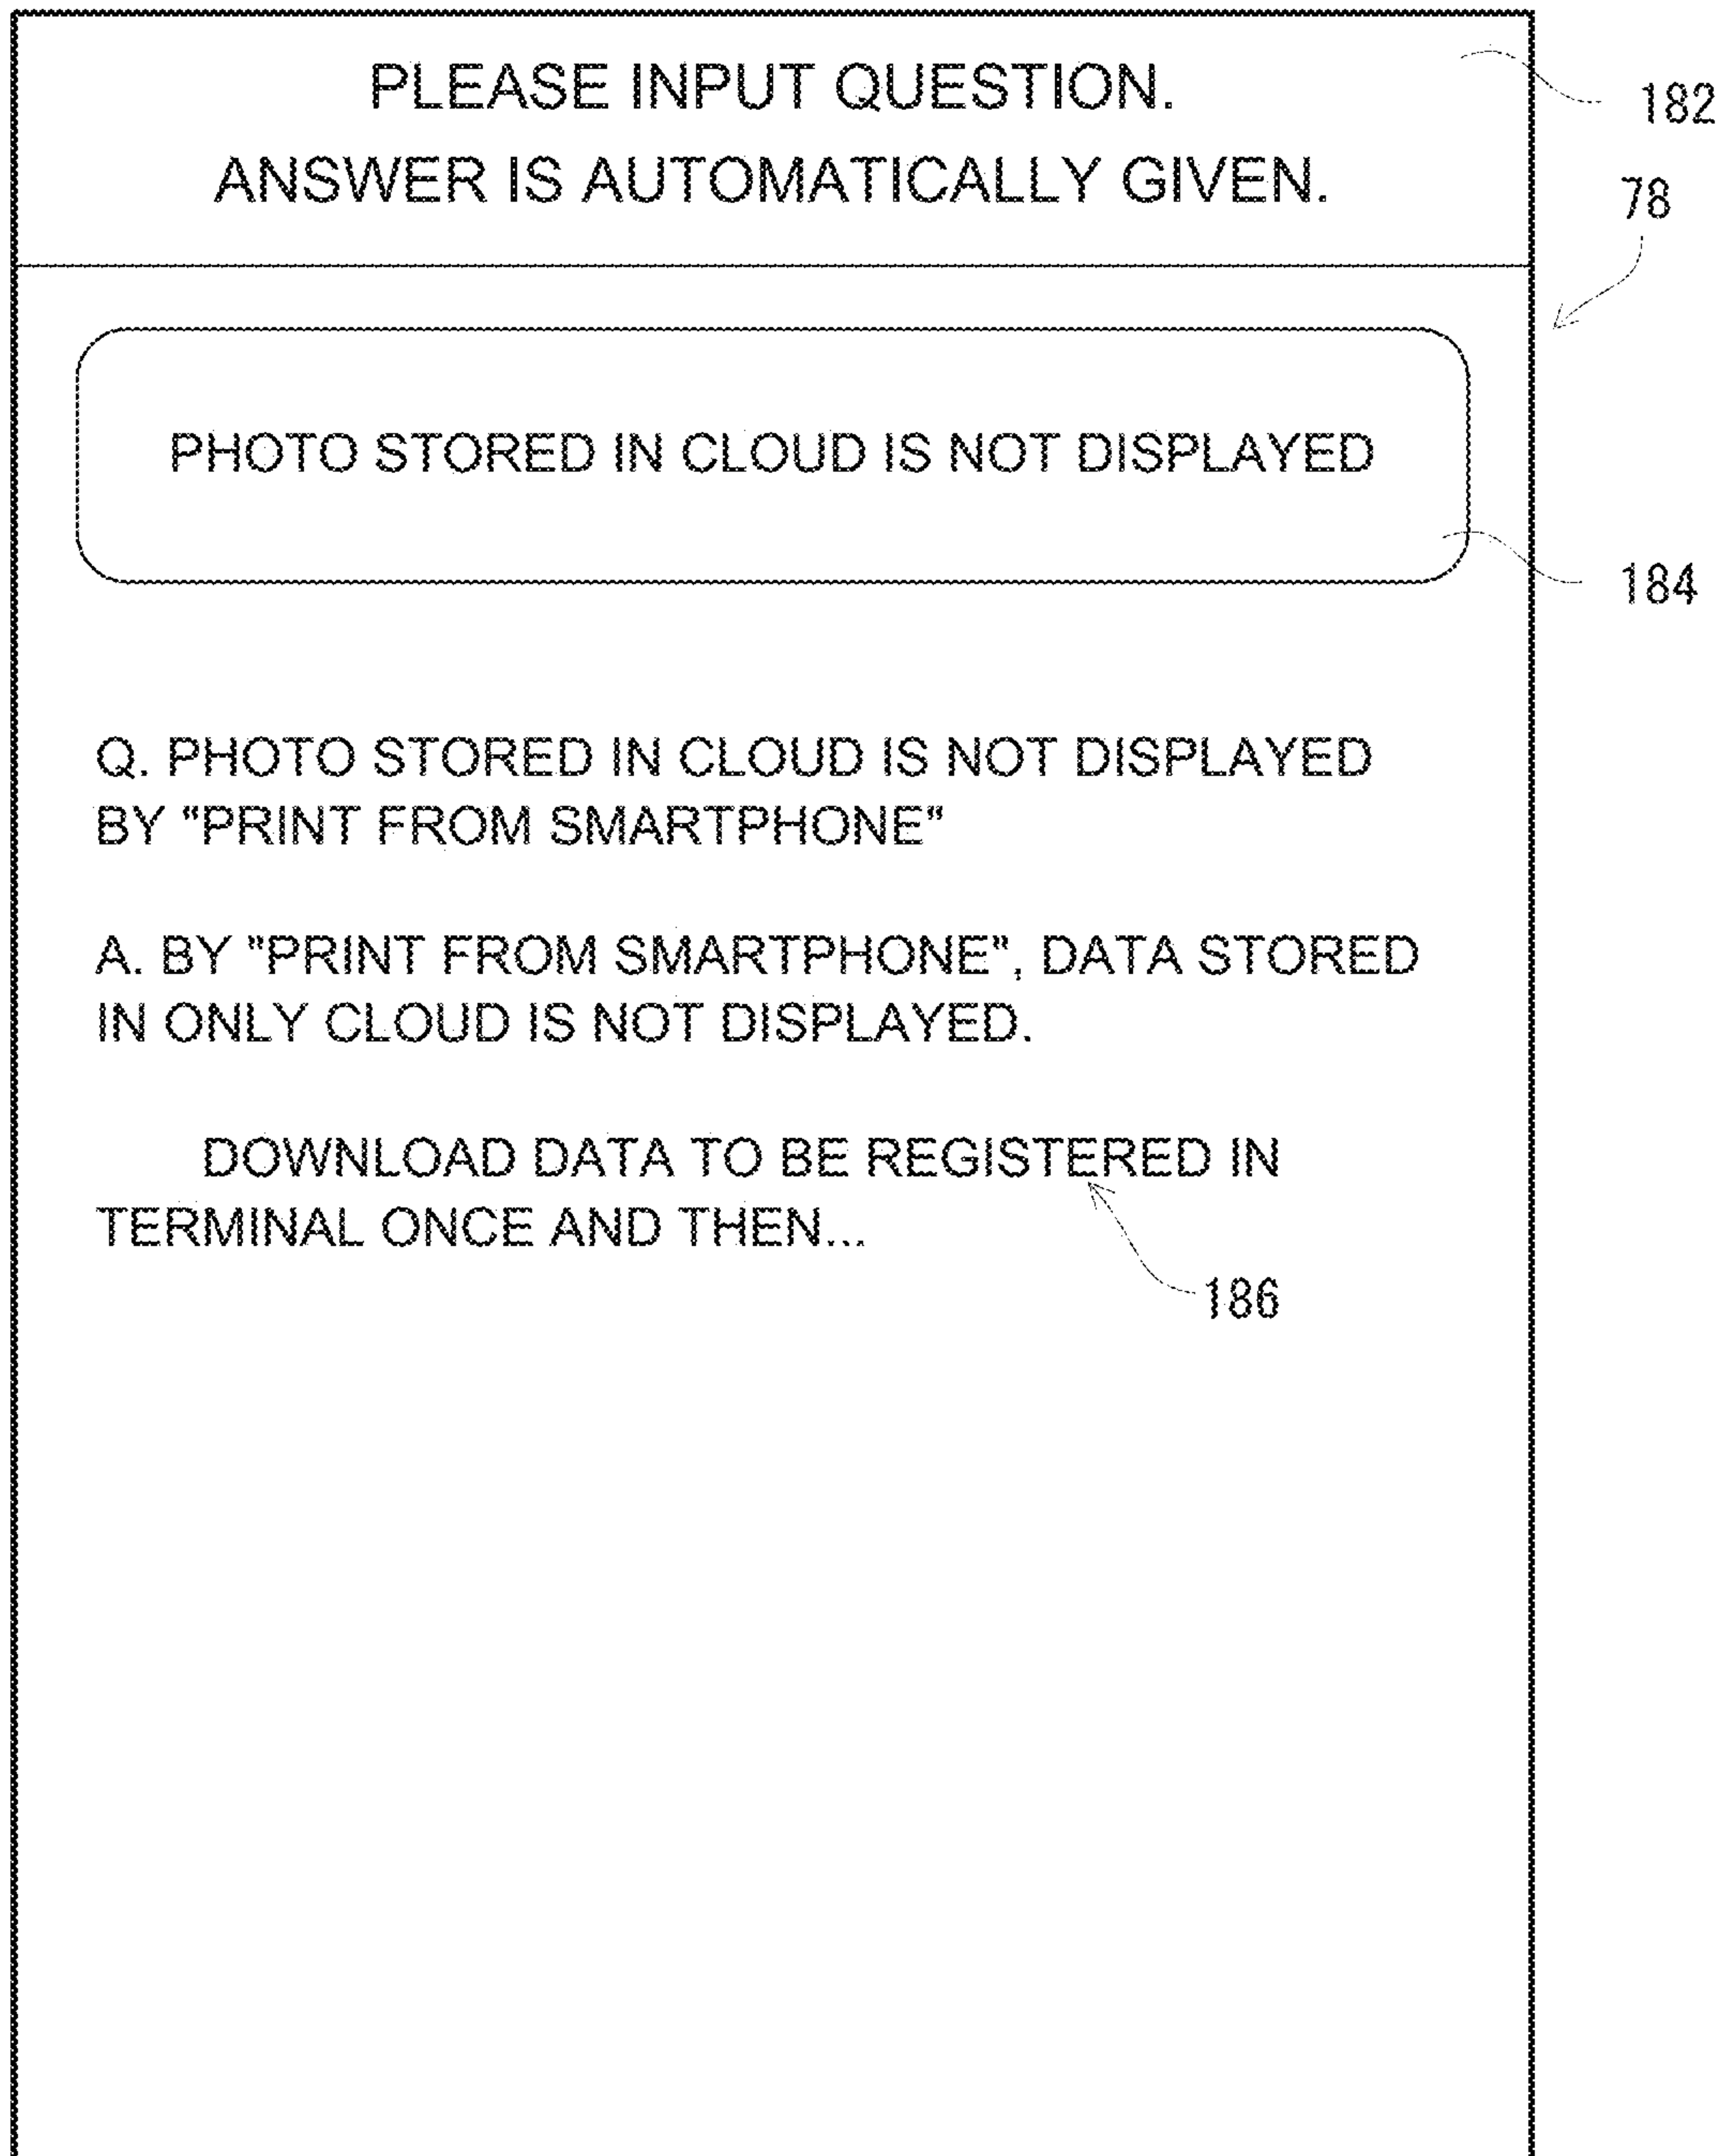 PLEASE INPUT QUESTION.
ANSWER IS AUTOMATICALLY GIVEN.
182
78
PHOTO STORED IN CLOUD IS NOT DISPLAYED
184
Q. PHOTO STORED IN CLOUD IS NOT DISPLAYED
BY "PRINT FROM SMARTPHONE"
A. BY "PRINT FROM SMARTPHONE", DATA STORED
IN ONLY CLOUD IS NOT DISPLAYED.
DOWNLOAD DATA TO BE REGISTERED IN
TERMINAL ONCE AND THEN...
186